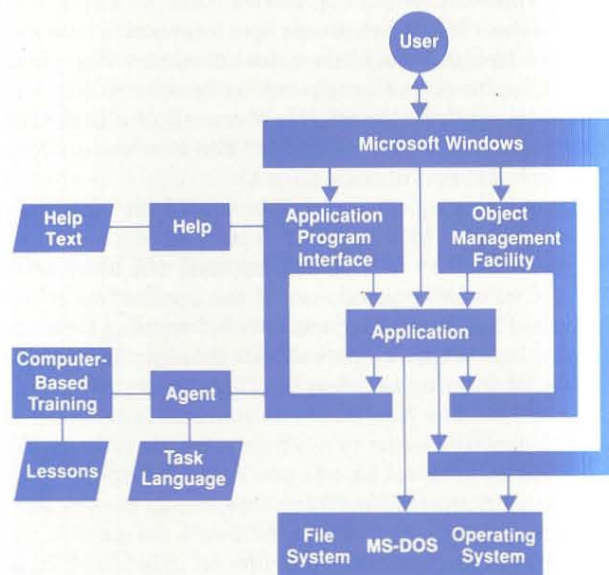 User
Microsoft Windows
Help
Text
Help
Application
Program
Interface
Object
Management
Facility
Application
Computer-
Based
Training
Agent
Lessons
Task
Language
File
System
MS-DOS
Operating
System